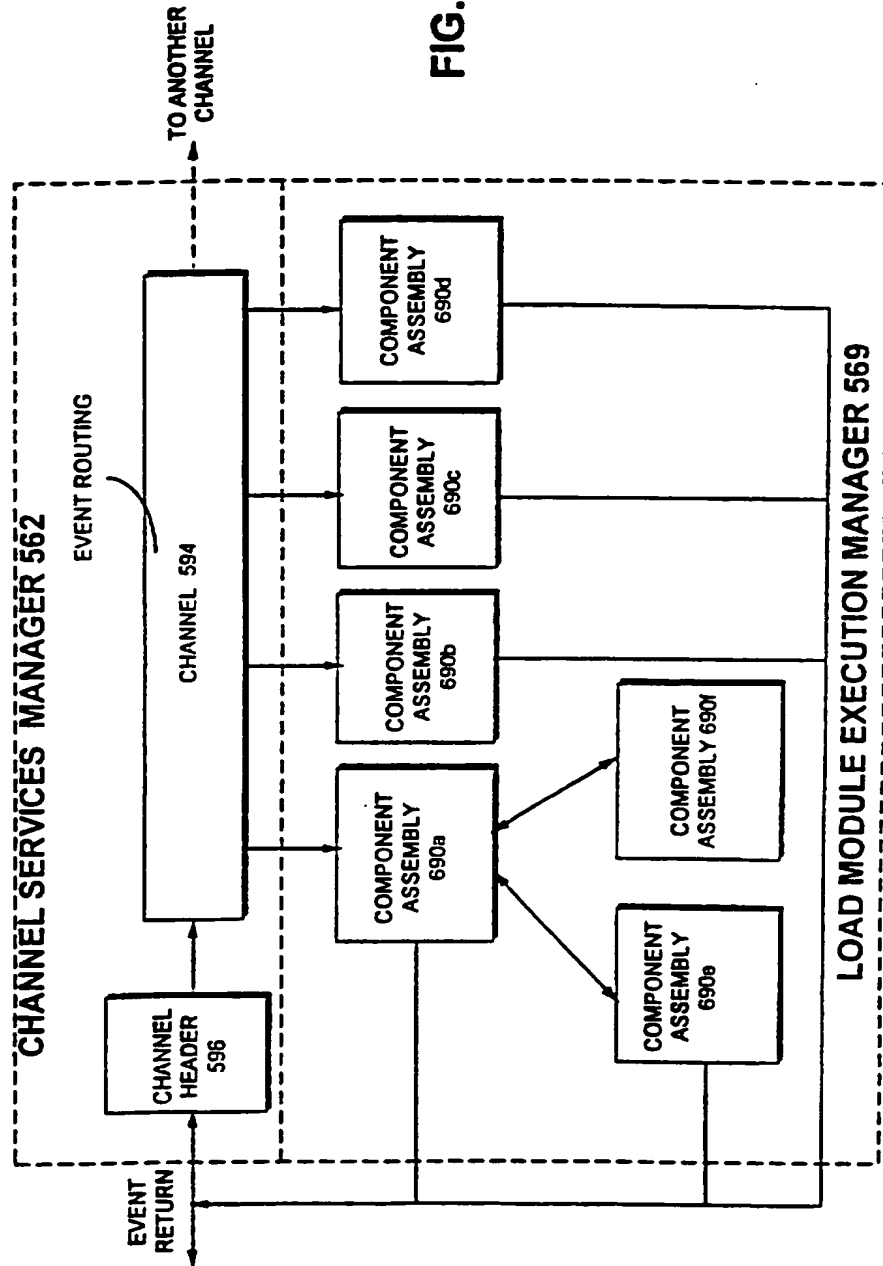 CHANNEL SERVICES MANAGER 562
EVENT ROUTING
TO ANOTHER
CHANNEL
EVENT
RETURN
CHANNEL
HEADER
596
CHANNEL 594
FIG.
COMPONENT
ASSEMBLY
690a
COMPONENT
ASSEMBLY
690b
COMPONENT
ASSEMBLY
690c
COMPONENT
ASSEMBLY
690d
COMPONENT
ASSEMBLY
690e
COMPONENT
ASSEMBLY 690f
LOAD MODULE EXECUTION MANAGER 569